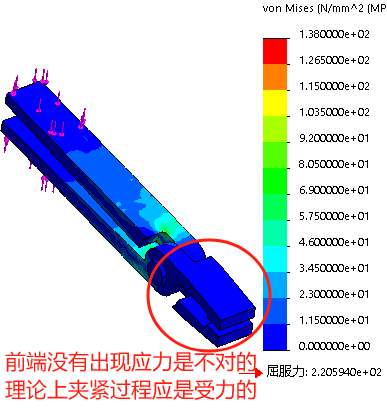 von Mises (N/mm^2 (MP
1.380000e+02
1.265000e+02
1.150000e+02
1.035000e+02
9.200000e+01
8.050000e+01
6.900000e+01
5.750000e+01
4.600000e+01
3.450000e+01
2.300000e+01
1.150000e+01
0.000000e+00
屈服力: 2.205940e+02
前端没有出现应力是不对的
理论上夹紧过程应是受力的